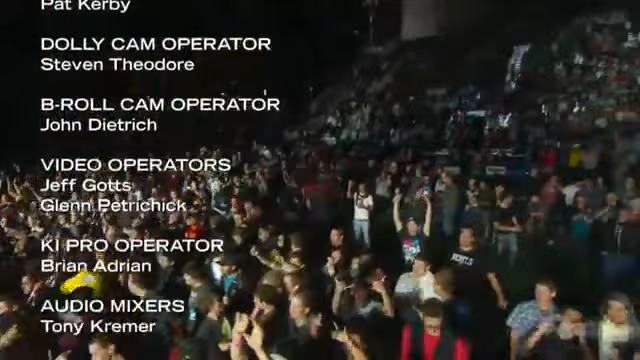 Pat Kerby
DOLLY CAM OPERATOR
Steven Theodore
B-ROLL CAM OPERATOR
John Dietrich
VIDEO OPERATORS
Jeff Gotts
Glenn Petrichick
KI PRO OPERATOR
Brian Adrian
AUDIO MIXERS
Tony Kremer